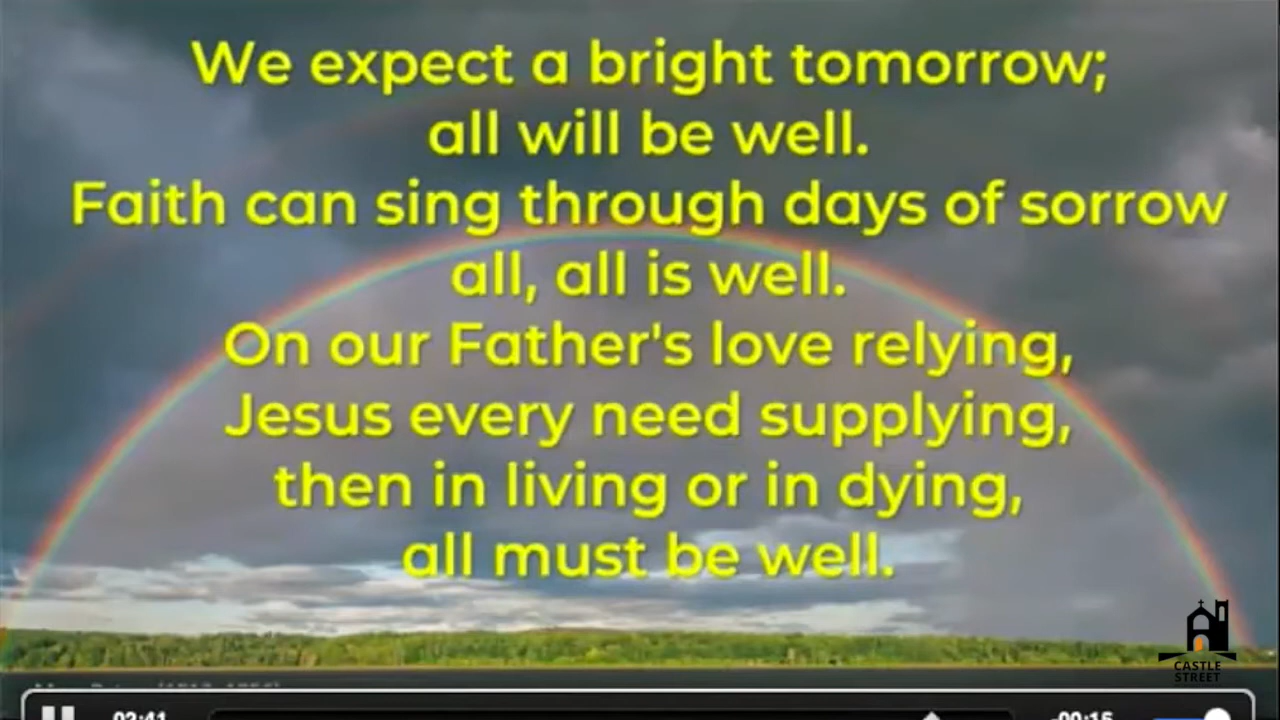 We expect a bright tomorrow;
all will be well.
Faith can sing through days of sorrow
all, all is well.
On our Father's love relying,
Jesus every need supplying,
then in living or in dying,
all must be well.
CASTLE
STREET
02:41
-00:15